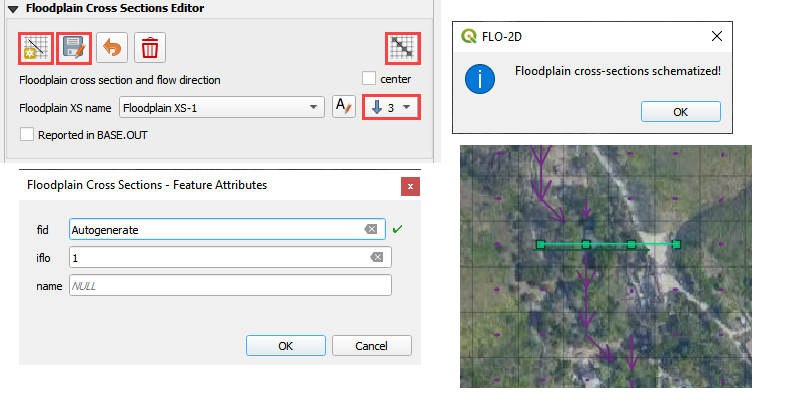 Floodplain Cross Sections Editor
Floodplain cross section and flow direction
center
Floodplain XS name
Floodplain XS-1
A
3
Reported in BASE.OUT
Floodplain Cross Sections - Feature Attributes
x
fid
Autogenerate
iflo
1
name
NULL
OK
Cancel
FLO-2D
i
Floodplain cross-sections schematized!
OK